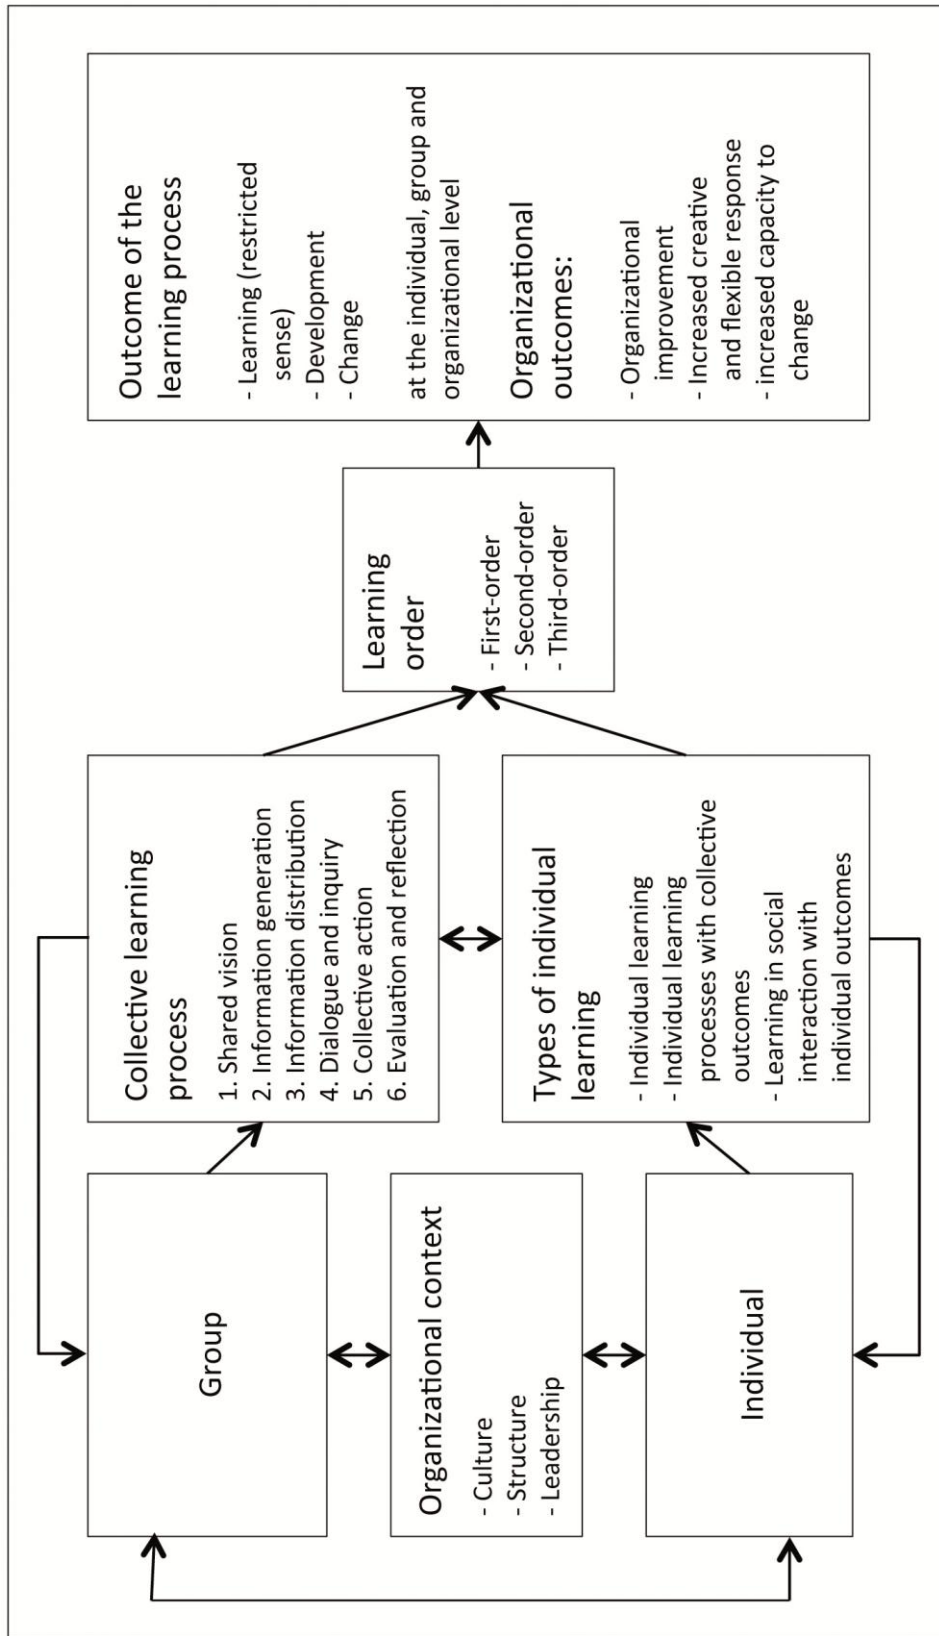 Group
Organizational context
- Culture
- Structure
- Leadership
Individual
Collective learning
process
1. Shared vision
2. Information generation
3. Information distribution
4. Dialogue and inquiry
5. Collective action
6. Evaluation and reflection
Types of individual
learning
- Individual learning
- Individual learning
processes with collective
outcomes
- Learning in social
interaction with
individual outcomes
Learning
order
- First-order
- Second-order
- Third-order
Outcome of the
learning process
- Learning (restricted
sense)
- Development
- Change
at the individual, group and
organizational level
Organizational
outcomes:
- Organizational
improvement
- Increased creative
and flexible response
- increased capacity to
change